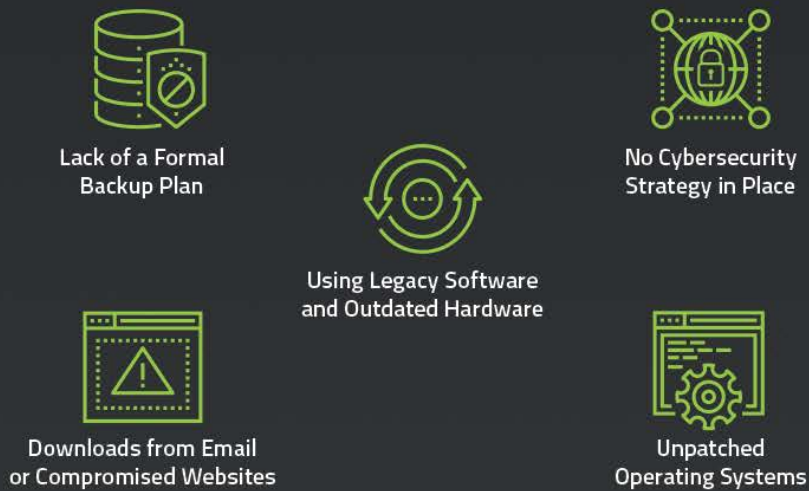 Lack of a Formal
Backup Plan
No Cybersecurity
Strategy in Place
Using Legacy Software
and Outdated Hardware
Downloads from Email
or Compromised Websites
Unpatched
Operating Systems